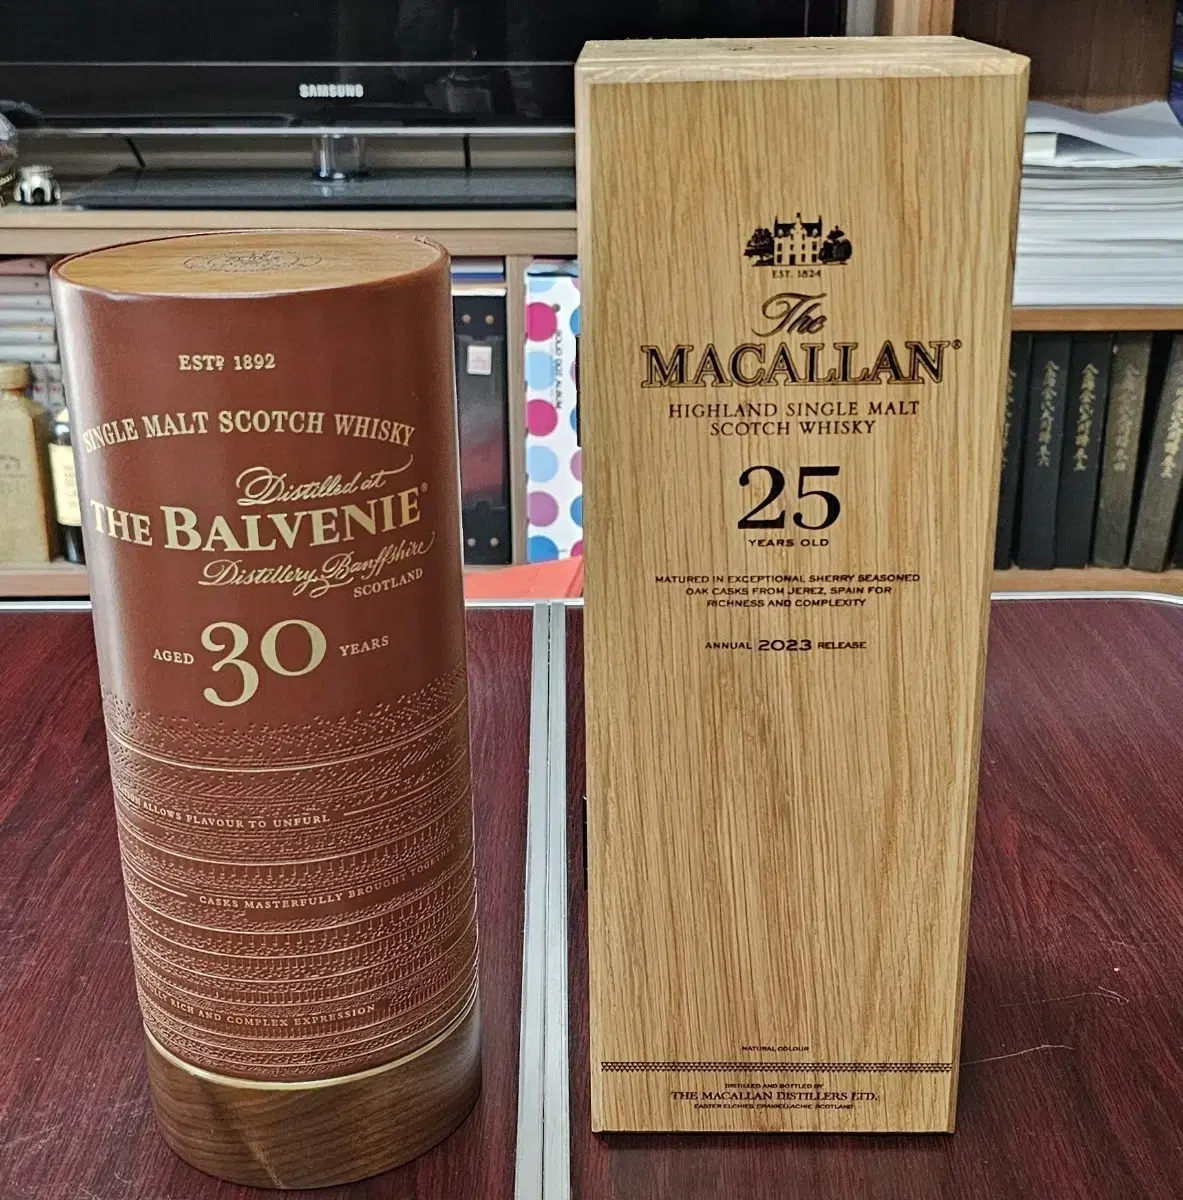 SAMSUNG
ESTD 1892
SINGLE MALT SCOTCH WHISKY
Distilled at
THE BALVENIE®
Distillery Banffshire
SCOTLAND
AGED 30 YEARS
ALLOWS FLAVOUR TO UNFURL
CASKS MASTERFULLY BROUGHT TOGETHER
RICH AND COMPLEX EXPRESSION
EST. 1824
The
MACALLAN®
HIGHLAND SINGLE MALT
SCOTCH WHISKY
25
YEARS OLD
MATURED IN EXCEPTIONAL SHERRY SEASONED
OAK CASKS FROM JEREZ, SPAIN FOR
RICHNESS AND COMPLEXITY
ANNUAL 2023 RELEASE
NATURAL COLOUR
DISTILLED AND BOTTLED BY
THE MACALLAN DISTILLERS LTD.
EASTER ELCHIES, CRAIGELLACHIE, SCOTLAND